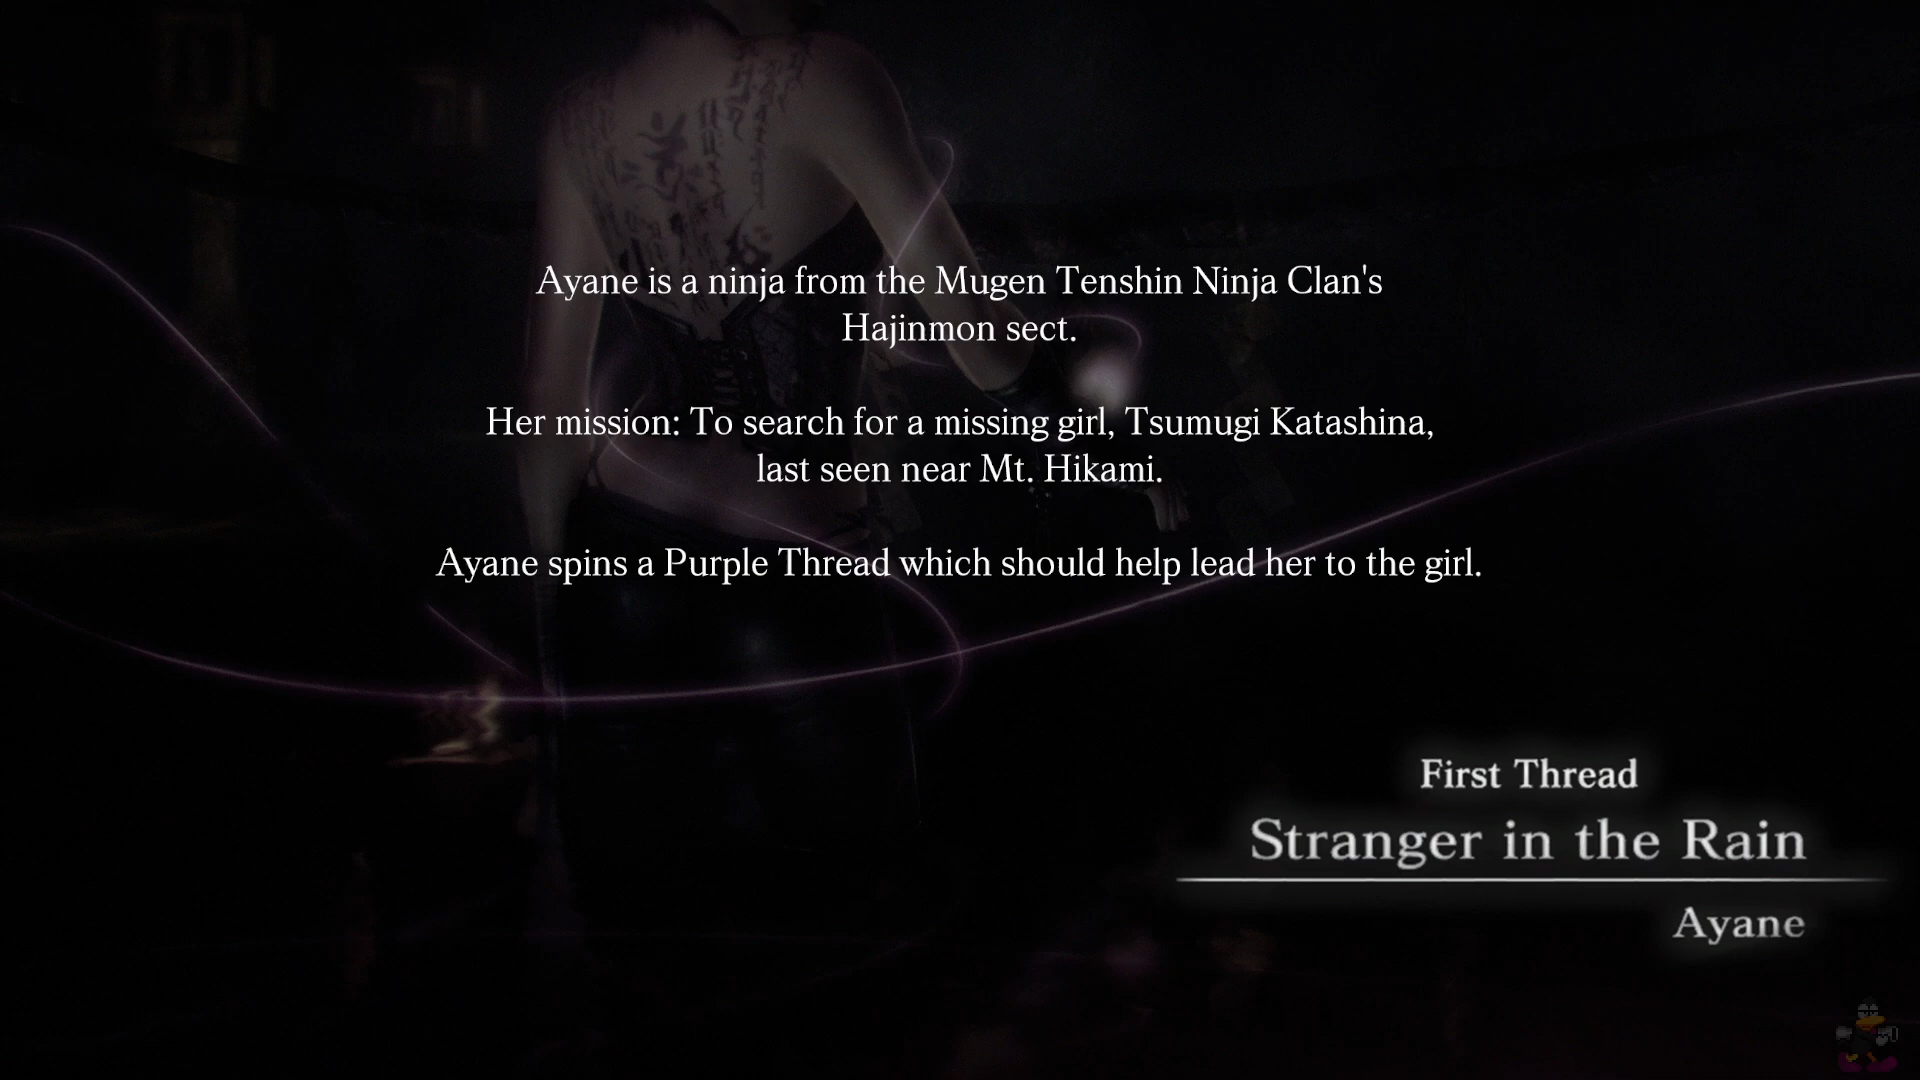 Ayane is a ninja from the Mugen Tenshin Ninja Clan's
Hajinmon sect.
Her mission: To search for a missing girl, Tsumugi Katashina,
last seen near Mt. Hikami.
Ayane spins a Purple Thread which should help lead her to the girl.
First Thread
Stranger in the Rain
Ayane